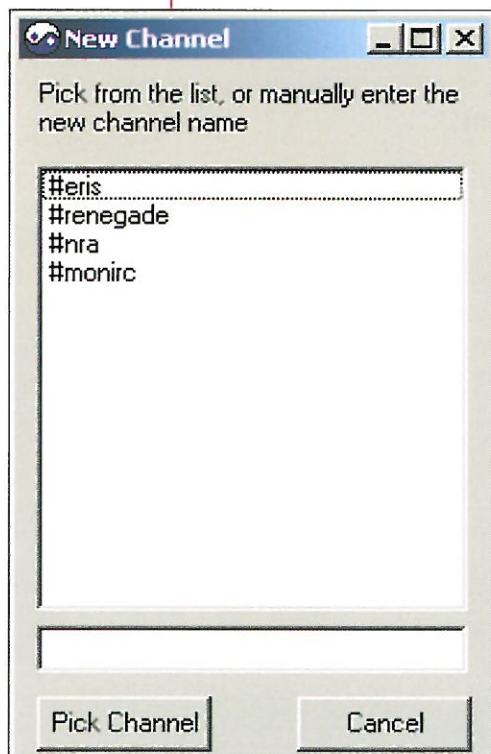 New Channel
Pick from the list, or manually enter the
new channel name
#eris
#renegade
#nra
#monirc
Pick Channel
Cancel